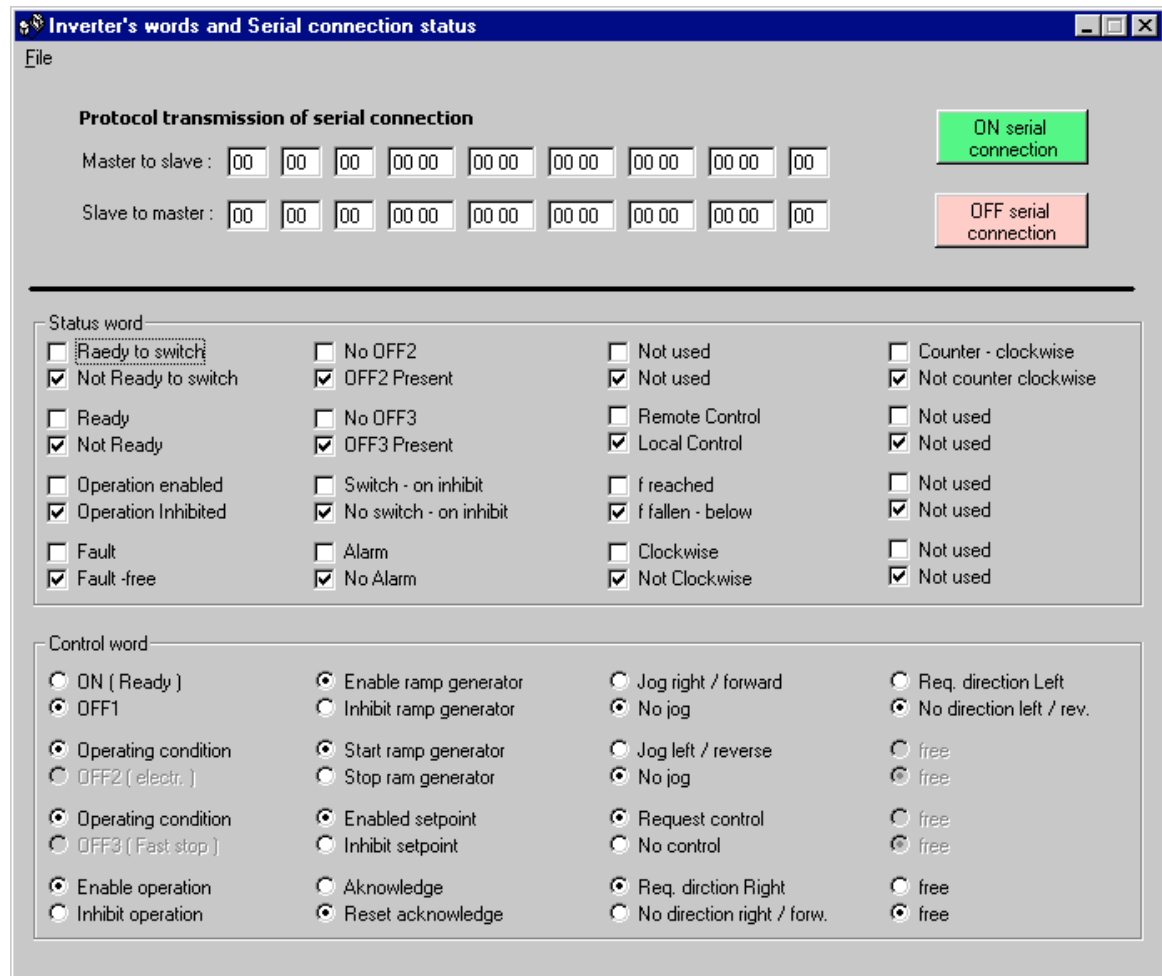 Inverter's words and Serial connection status
File
Protocol transmission of serial connection
ON serial
connection
Master to slave : 00 00 00 00 00 00 00 00 00 00 00 00 00 00
Slave to master : 00 00 00 00 00 00 00 00 00 00 00 00 00 00
OFF serial
connection
Status word
Raedy to switch No OFF2 Not used Counter - clockwise
Not Ready to switch OFF2 Present Not used Not counter clockwise
Ready No OFF3 Remote Control Not used
Not Ready OFF3 Present Local Control Not used
Operation enabled Switch - on inhibit f reached Not used
Operation Inhibited No switch - on inhibit f fallen - below Not used
Fault Alarm Clockwise Not used
Fault -free No Alarm Not Clockwise Not used
Control word
ON ( Ready ) Enable ramp generator Jog right / forward Req. direction Left
OFF1 Inhibit ramp generator No jog No direction left / rev.
Operating condition Start ramp generator Jog left / reverse free
OFF2 ( electr. ) Stop ram generator No jog free
Operating condition Enabled setpoint Request control free
OFF3 ( Fast stop ) Inhibit setpoint No control free
Enable operation Aknowledge Req. dirction Right free
Inhibit operation Reset acknowledge No direction right / forw. free